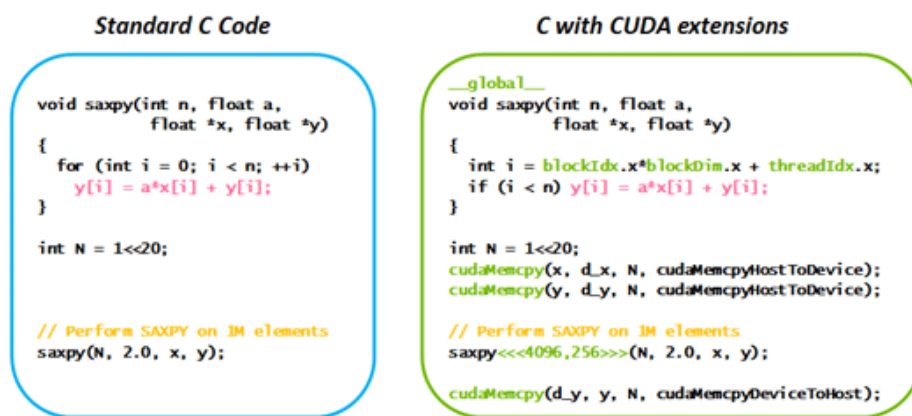 Standard C Code
void saxpy(int n, float a,
float *x, float *y)
{
for (int i = 0; i < n; ++i)
y[i] = a*x[i] + y[i];
}
int N = 1<<20;
// Perform SAXPY on 1M elements
saxpy(N, 2.0, x, y);
C with CUDA extensions
__global__
void saxpy(int n, float a,
float *x, float *y)
{
int i = blockIdx.x*blockDim.x + threadIdx.x;
if (i < n) y[i] = a*x[i] + y[i];
}
int N = 1<<20;
cudaMemcpy(x, d_x, N, cudaMemcpyHostToDevice);
cudaMemcpy(y, d_y, N, cudaMemcpyHostToDevice);
// Perform SAXPY on 1M elements
saxpy<<<4096,256>>>(N, 2.0, x, y);
cudaMemcpy(d_y, y, N, cudaMemcpyDeviceToHost);